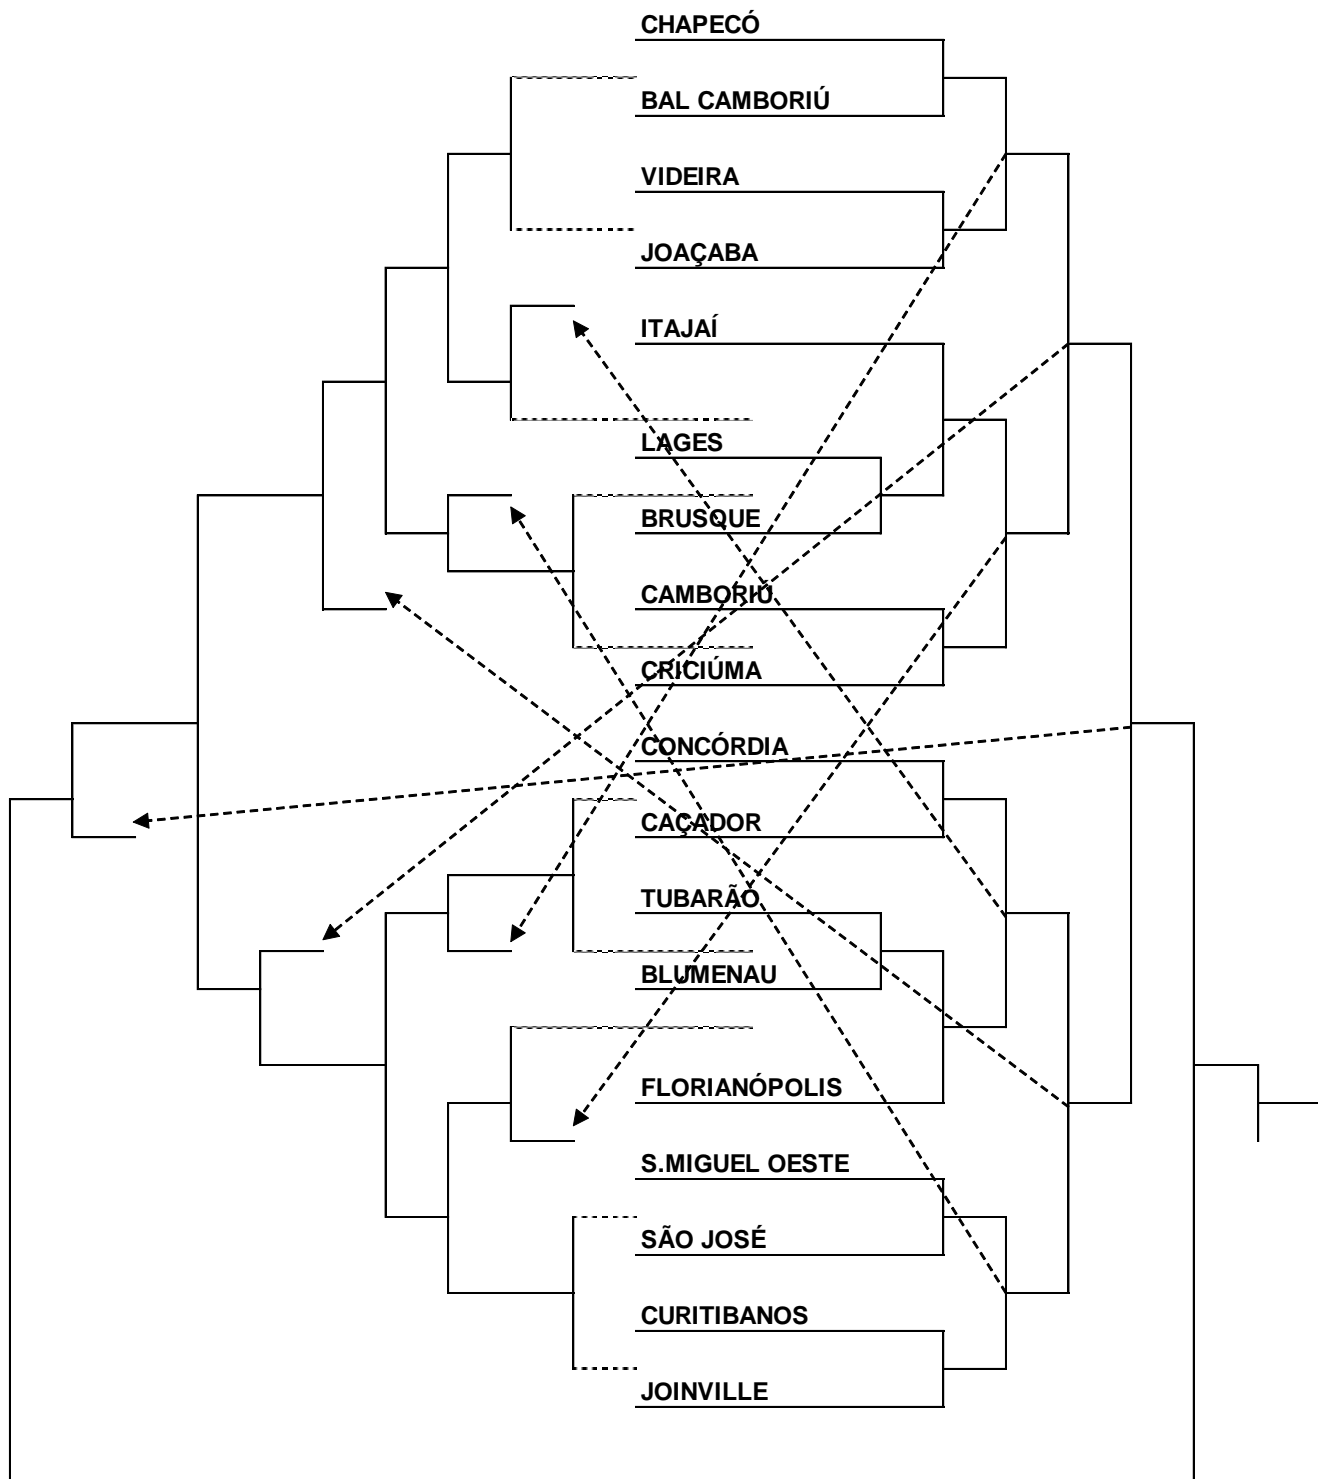 CHAPECÓ
BAL CAMBORIÚ
VIDEIRA
JOAÇABA
ITAJAÍ
LAGES
BRUSQUE
CAMBORIÚ
CRICIÚMA
CONCÓRDIA
CAÇADOR
TUBARÃO
BLUMENAU
FLORIANÓPOLIS
S.MIGUEL OESTE
SÃO JOSÉ
CURITIBANOS
JOINVILLE